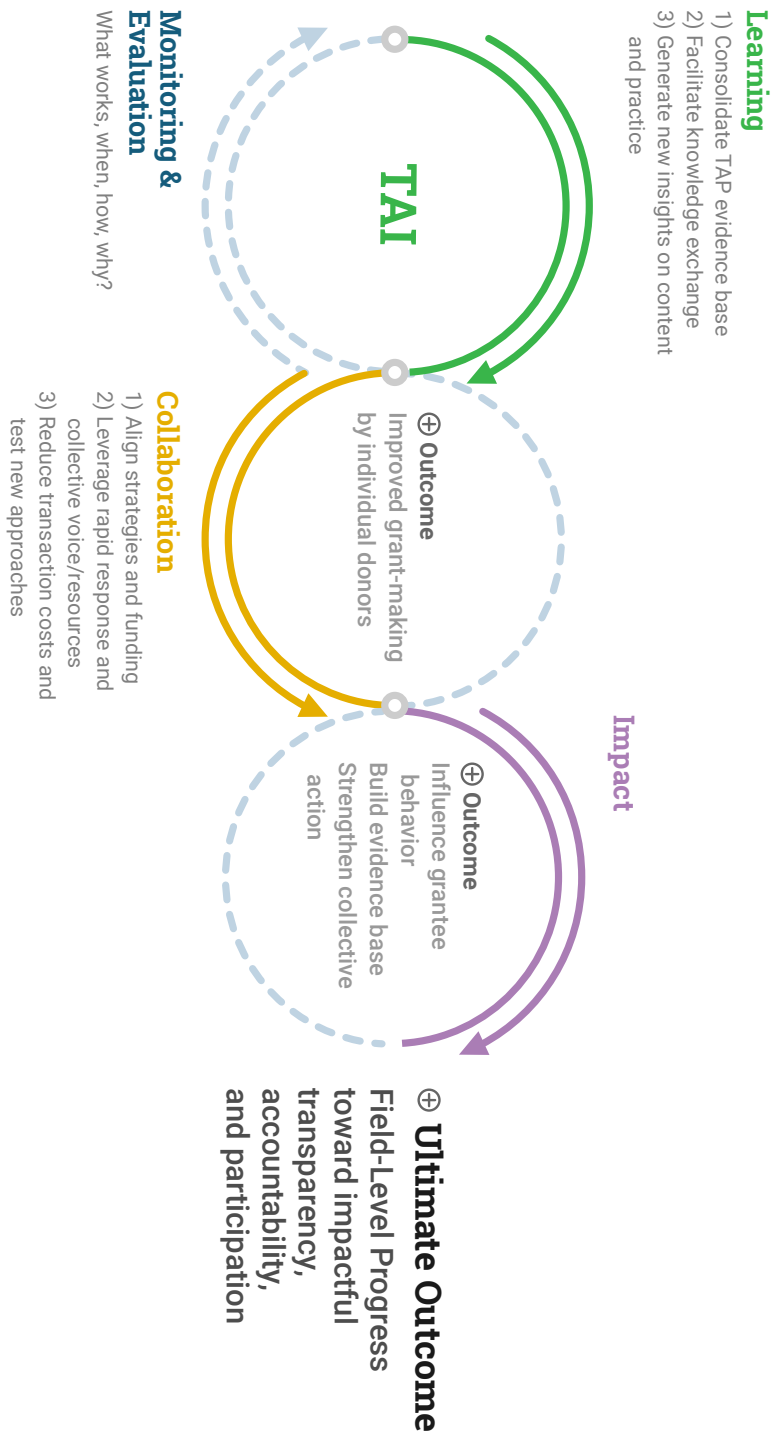 Learning
1) Consolidate TAP evidence base
2) Facilitate knowledge exchange
3) Generate new insights on content
and practice
TAI
Monitoring &
Evaluation
What works, when, how, why?
Outcome
Improved grant-making
by individual donors
Collaboration
1) Align strategies and funding
2) Leverage rapid response and
collective voice/resources
3) Reduce transaction costs and
test new approaches
Impact
Outcome
Influence grantee
behavior
Build evidence base
Strengthen collective
action
Ultimate Outcome
Field-Level Progress
toward impactful
transparency,
accountability,
and participation